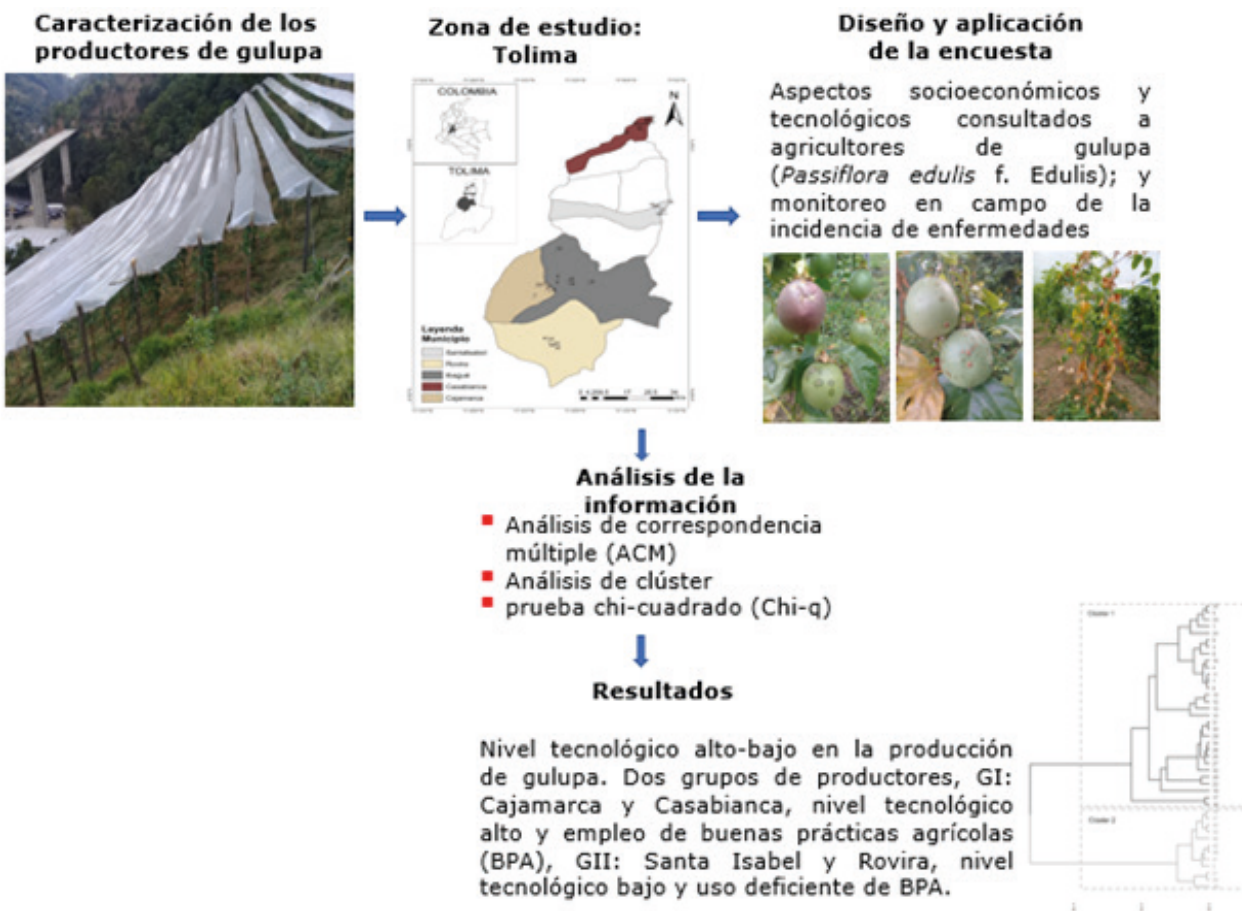 Caracterización de los
productores de gulupa
Zona de estudio:
Tolima
COLOMBIA
TOLIMA
N
Leyenda
Municipio
Rovira
Ibagué
Casabianca
Cajamarca
Diseño y aplicación
de la encuesta
Aspectos socioeconómicos y
tecnológicos consultados a
agricultores de gulupa
(Passiflora edulis f. Edulis); y
monitoreo en campo de la
incidencia de enfermedades
Análisis de la
información
Análisis de correspondencia
múltiple (ACM)
Análisis de clúster
prueba chi-cuadrado (Chi-q)
Resultados
Nivel tecnológico alto-bajo en la producción
de gulupa. Dos grupos de productores, GI:
Cajamarca y Casabianca, nivel tecnológico
alto y empleo de buenas prácticas agrícolas
(BPA), GII: Santa Isabel y Rovira, nivel
tecnológico bajo y uso deficiente de BPA.
Cluster 1
Cluster 2